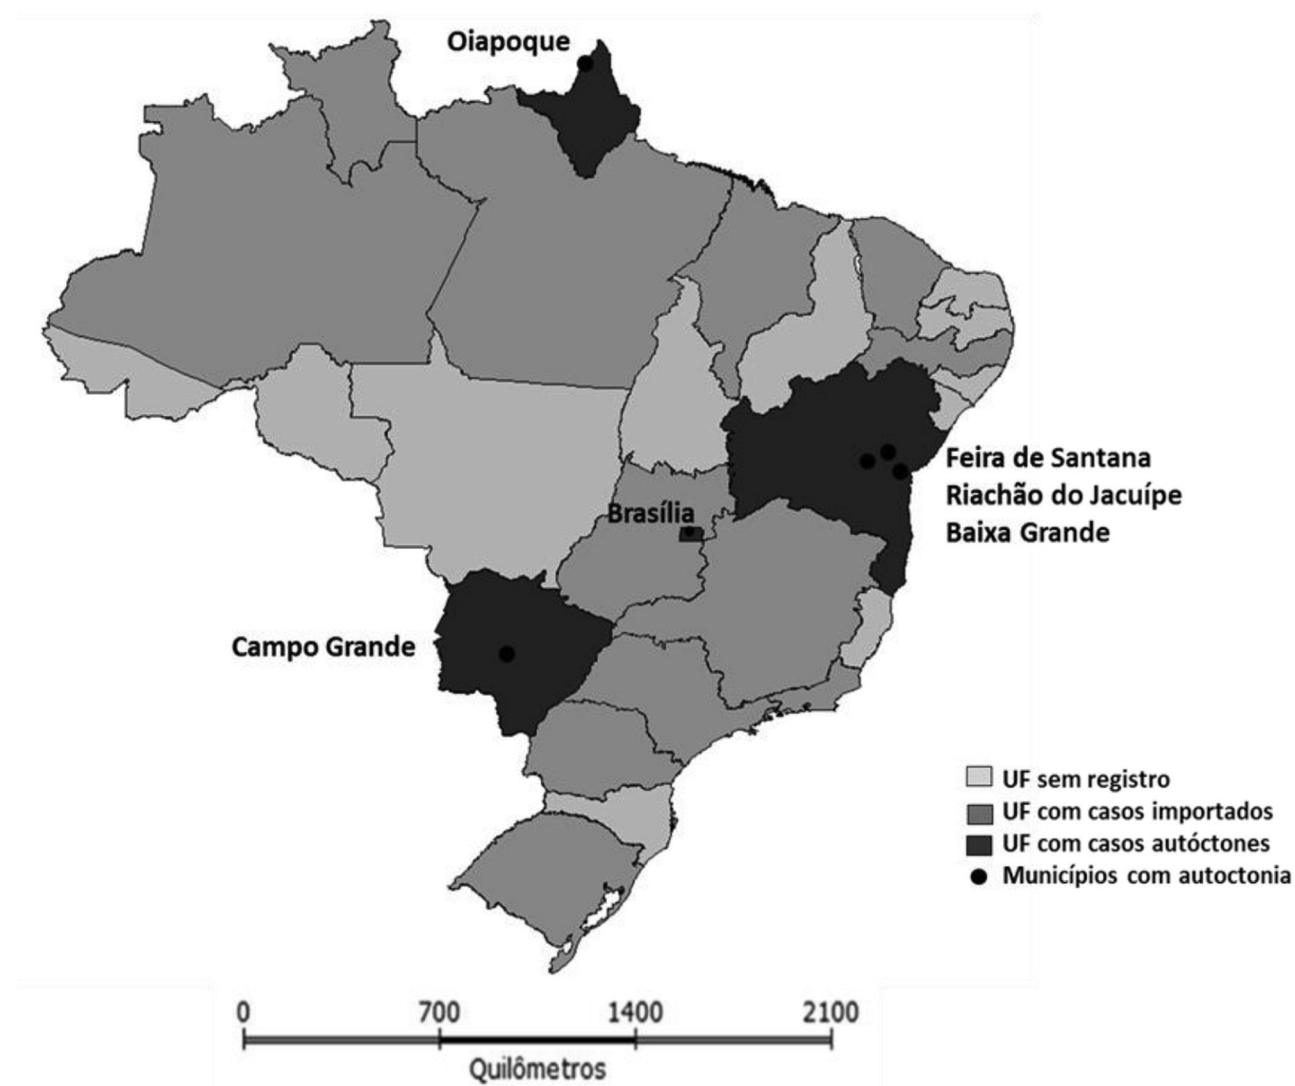 Oiapoque
Feira de Santana
Riachão do Jacuípe
Baixa Grande
Brasília
Campo Grande
UF sem registro
UF com casos importados
UF com casos autóctones
Municípios com autoctonia
0 700 1400 2100
Quilômetros